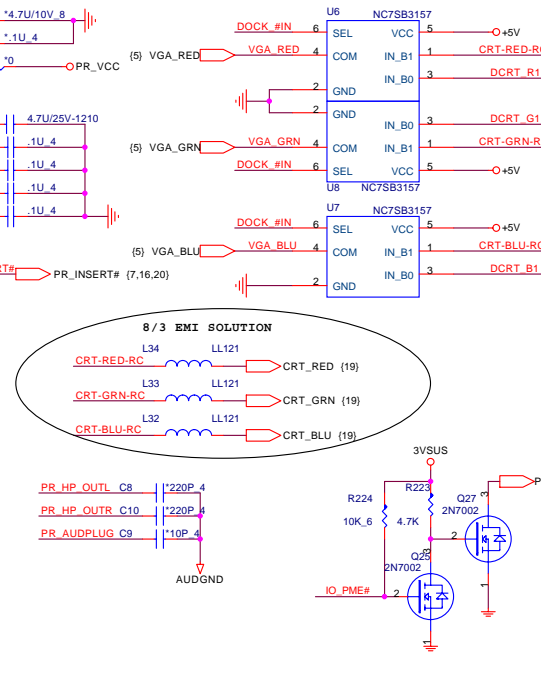 *4.7U/10V_8
*.1U_4
*0
PR_VCC
4.7U/25V-1210
.1U_4
.1U_4
.1U_4
.1U_4
T#
PR_INSERT# {7,16,20}
U6
NC7SB3157
DOCK_#IN 6 SEL VCC 5 +5V
{5} VGA_RED VGA_RED 4 COM IN_B1 1 CRT-RED-RC
IN_B0 3 DCRT_R1
2 GND
2 GND
IN_B0 3 DCRT_G1
{5} VGA_GRN VGA_GRN 4 COM IN_B1 1 CRT-GRN-R
DOCK_#IN 6 SEL VCC 5 +5V
U8 NC7SB3157
U7 NC7SB3157
DOCK_#IN 6 SEL VCC 5 +5V
{5} VGA_BLU VGA_BLU 4 COM IN_B1 1 CRT-BLU-RC
IN_B0 3 DCRT_B1
2 GND
8/3 EMI SOLUTION
L34 LL121
CRT-RED-RC CRT_RED {19}
L33 LL121
CRT-GRN-RC CRT_GRN {19}
L32 LL121
CRT-BLU-RC CRT_BLU {19}
PR_HP_OUTL C8 *220P_4
PR_HP_OUTR C10 *220P_4
PR_AUDPLUG C9 *10P_4
AUDGND
3VSUS
R224
10K_6
R223
4.7K
Q27
2N7002
3
2
1
P
Q25
2N7002
3
IO_PME# 2
1